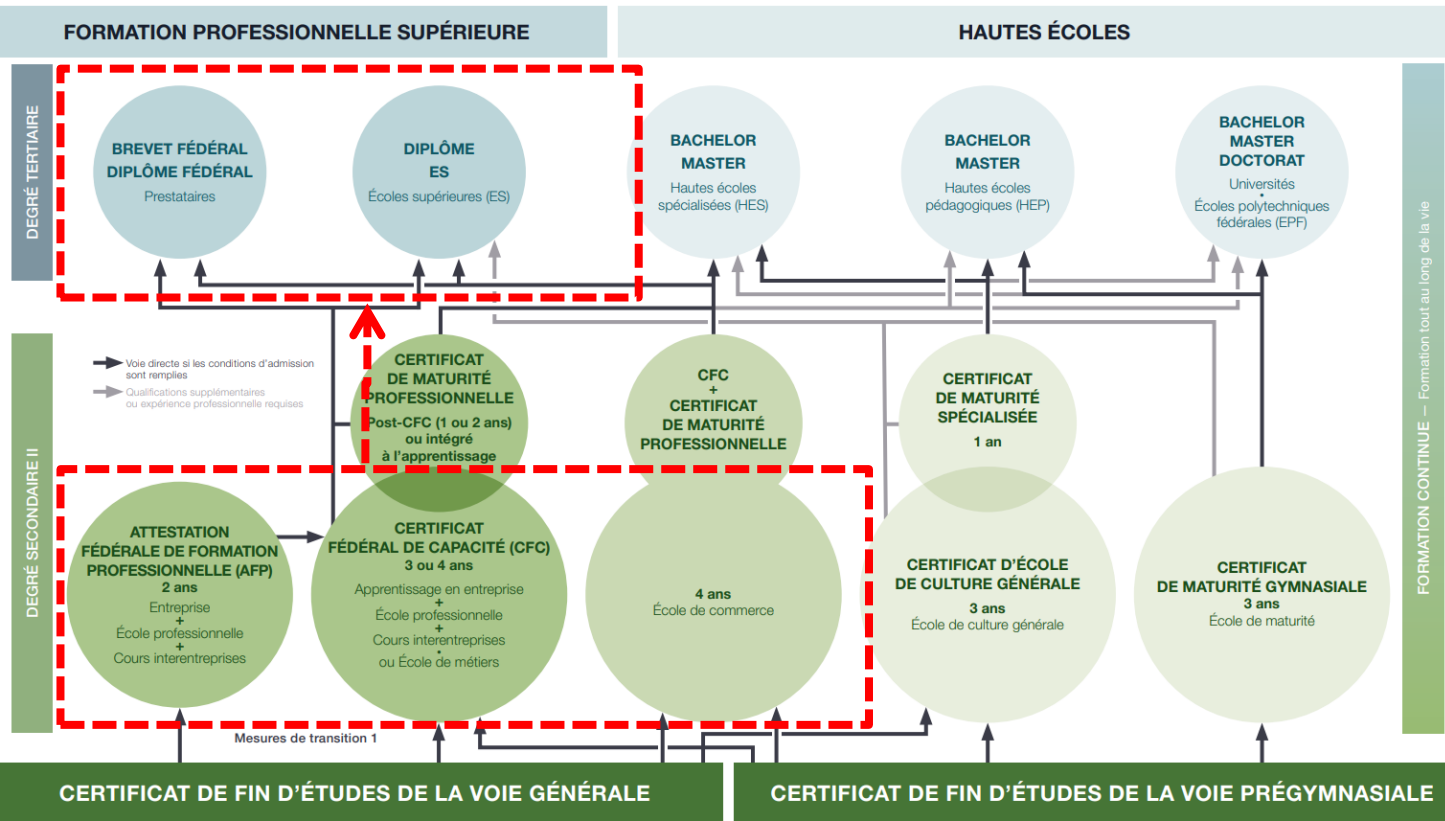 FORMATION PROFESSIONNELLE SUPÉRIEURE
HAUTES ÉCOLES
DEGRÉ TERTIAIRE
BREVET FÉDÉRAL
DIPLÔME FÉDÉRAL
Prestataires
DIPLÔME
ES
Écoles supérieures (ES)
BACHELOR
MASTER
Hautes écoles
spécialisées (HES)
BACHELOR
MASTER
Hautes écoles
pédagogiques (HEP)
BACHELOR
MASTER
DOCTORAT
Universités
•
Écoles polytechniques
fédérales (EPF)
FORMATION CONTINUE — Formation tout au long de la vie
Voie directe si les conditions d'admission
sont remplies
Qualifications supplémentaires
ou expérience professionnelle requises
DEGRÉ SECONDAIRE II
CERTIFICAT
DE MATURITÉ
PROFESSIONNELLE
Post-CFC (1 ou 2 ans)
ou intégré
à l'apprentissage
CFC
+
CERTIFICAT
DE MATURITÉ
PROFESSIONNELLE
CERTIFICAT
DE MATURITÉ
SPÉCIALISÉE
1 an
ATTESTATION
FÉDÉRALE DE FORMATION
PROFESSIONNELLE (AFP)
2 ans
Entreprise
+
École professionnelle
+
Cours interentreprises
CERTIFICAT
FÉDÉRAL DE CAPACITÉ (CFC)
3 ou 4 ans
Apprentissage en entreprise
+
École professionnelle
+
Cours interentreprises
•
ou École de métiers
4 ans
École de commerce
CERTIFICAT D'ÉCOLE
DE CULTURE GÉNÉRALE
3 ans
École de culture générale
CERTIFICAT
DE MATURITÉ GYMNASIALE
3 ans
École de maturité
Mesures de transition 1
CERTIFICAT DE FIN D'ÉTUDES DE LA VOIE GÉNÉRALE
CERTIFICAT DE FIN D'ÉTUDES DE LA VOIE PRÉGYMNASIALE